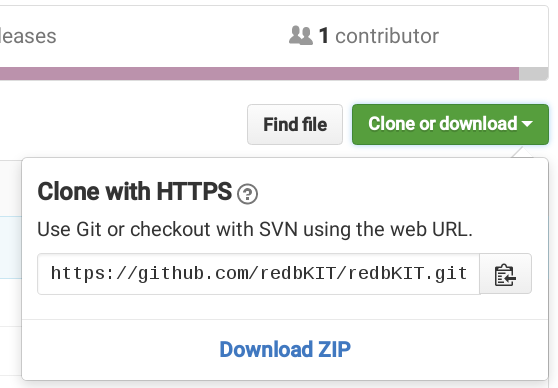 1 contributor
Find file
Clone or download
Clone with HTTPS
Use Git or checkout with SVN using the web URL.
https://github.com/redbKIT/redbKIT.git
Download ZIP